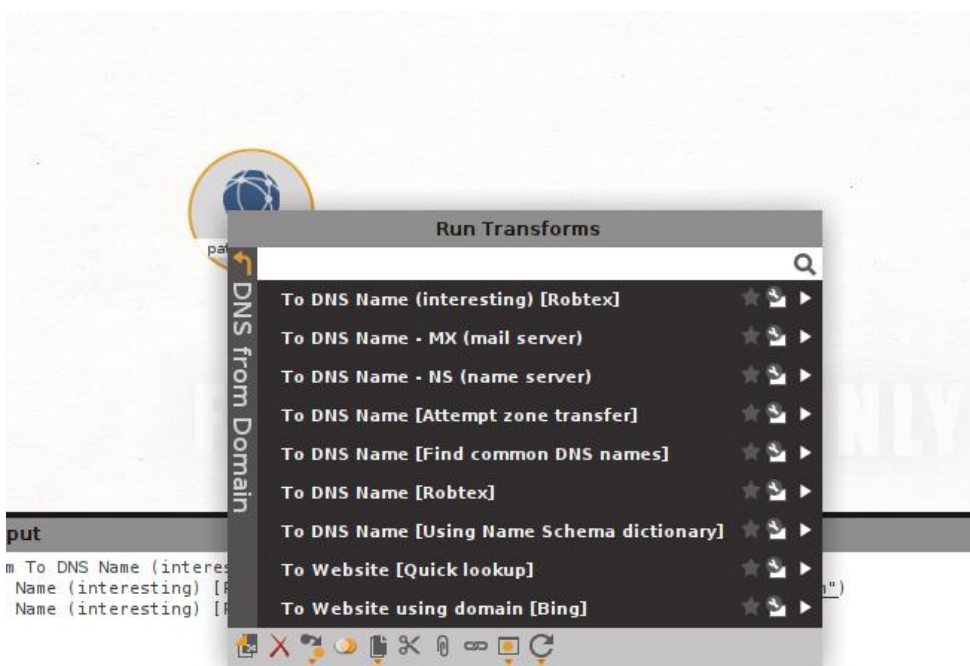 Run Transforms
DNS from Domain
To DNS Name (interesting) [Robtex]
To DNS Name - MX (mail server)
To DNS Name - NS (name server)
To DNS Name [Attempt zone transfer]
To DNS Name [Find common DNS names]
To DNS Name [Robtex]
To DNS Name [Using Name Schema dictionary]
To Website [Quick lookup]
To Website using domain [Bing]
To DNS Name
Name (interesting)
Name (interesting)